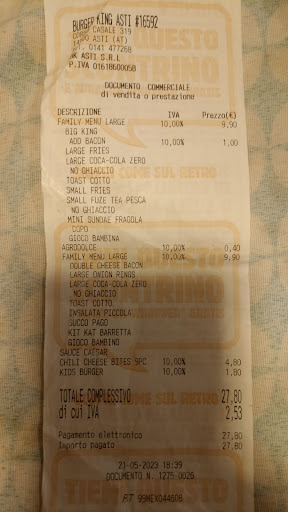 BURGER KING ASTI #16592
CORSO CASALE 319
14100 ASTI (AT)
TEL. 0141 477268
BK ASTI S.R.L
P.IVA 01618600058
DOCUMENTO COMMERCIALE
di vendita o prestazione
DESCRIZIONE IVA Prezzo(€)
FAMILY MENU LARGE 10,00% 9,90
BIG KING
ADD BACON 10,00% 1,00
LARGE FRIES
LARGE COCA-COLA ZERO
NO GHIACCIO
TOAST COTTO
SMALL FRIES
SMALL FUZE TEA PESCA
NO GHIACCIO
MINI SUNDAE FRAGOLA
COPO
GIOCO BAMBINA
AGRODOLCE 10,00% 0,40
FAMILY MENU LARGE 10,00% 9,90
DOUBLE CHEESE BACON
LARGE ONION RINGS
LARGE COCA-COLA ZERO
NO GHIACCIO
TOAST COTTO
INSALATA PICCOLA
SUCCO PAGO
KIT KAT BARRETTA
GIOCO BAMBINO
SAUCE CAESAR
CHILI CHEESE BITES 9PC 10,00% 4,80
KIDS BURGER 10,00% 1,80
TOTALE COMPLESSIVO 27,80
di cui IVA 2,53
Pagamento elettronico 27,80
Importo pagato 27,80
21-05-2023 18:39
DOCUMENTO N. 1275-0026
RT 99MEX044606